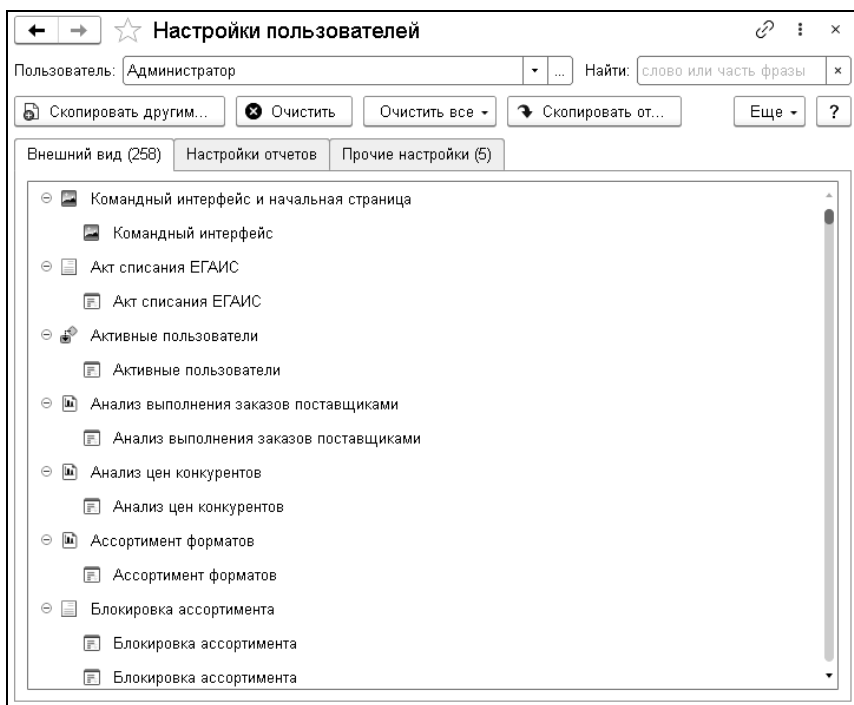 Настройки пользователей
Пользователь: Администратор ... Найти: слово или часть фразы ×
Скопировать другим... Очистить Очистить все Скопировать от... Еще ?
Внешний вид (258) Настройки отчетов Прочие настройки (5)
Командный интерфейс и начальная страница
Командный интерфейс
Акт списания ЕГАИС
Акт списания ЕГАИС
Активные пользователи
Активные пользователи
Анализ выполнения заказов поставщиками
Анализ выполнения заказов поставщиками
Анализ цен конкурентов
Анализ цен конкурентов
Ассортимент форматов
Ассортимент форматов
Блокировка ассортимента
Блокировка ассортимента
Блокировка ассортимента